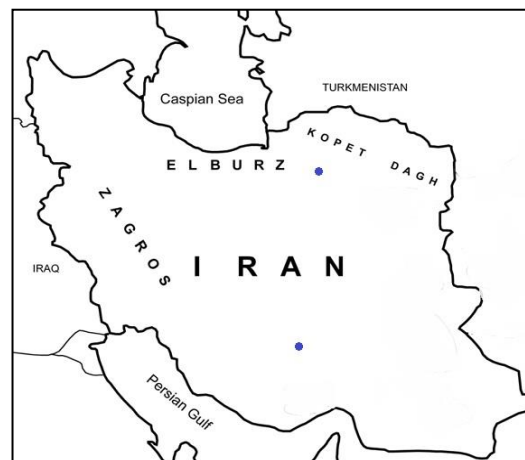 TURKMENISTAN
Caspian Sea
KOPET DAGH
ELBURZ
ZAGROS
IRAN
IRAQ
Persian Gulf